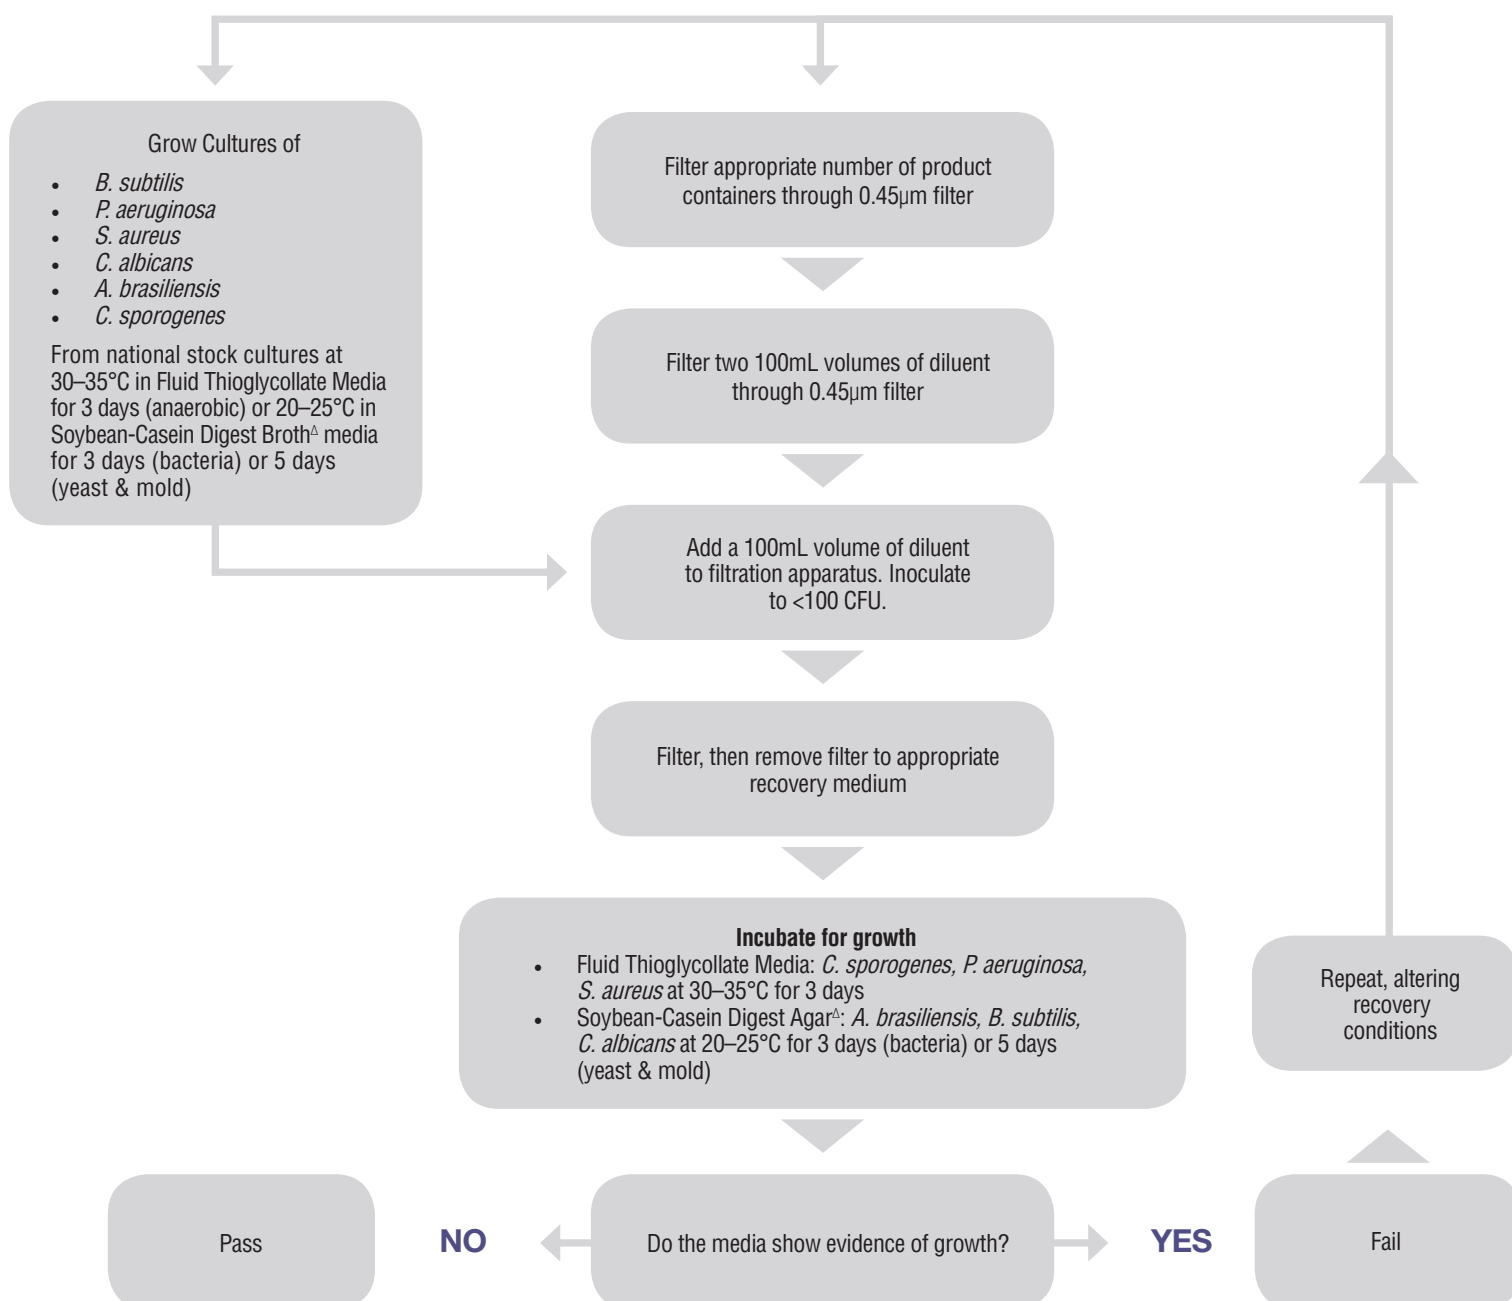 Grow Cultures of
• B. subtilis
• P. aeruginosa
• S. aureus
• C. albicans
• A. brasiliensis
• C. sporogenes
From national stock cultures at
30–35°C in Fluid Thioglycollate Media
for 3 days (anaerobic) or 20–25°C in
Soybean-Casein Digest Broth∆ media
for 3 days (bacteria) or 5 days
(yeast & mold)
Filter appropriate number of product
containers through 0.45µm filter
Filter two 100mL volumes of diluent
through 0.45µm filter
Add a 100mL volume of diluent
to filtration apparatus. Inoculate
to <100 CFU.
Filter, then remove filter to appropriate
recovery medium
Incubate for growth
• Fluid Thioglycollate Media: C. sporogenes, P. aeruginosa,
S. aureus at 30–35°C for 3 days
• Soybean-Casein Digest Agar∆: A. brasiliensis, B. subtilis,
C. albicans at 20–25°C for 3 days (bacteria) or 5 days
(yeast & mold)
Repeat, altering
recovery
conditions
Pass
NO
Do the media show evidence of growth?
YES
Fail